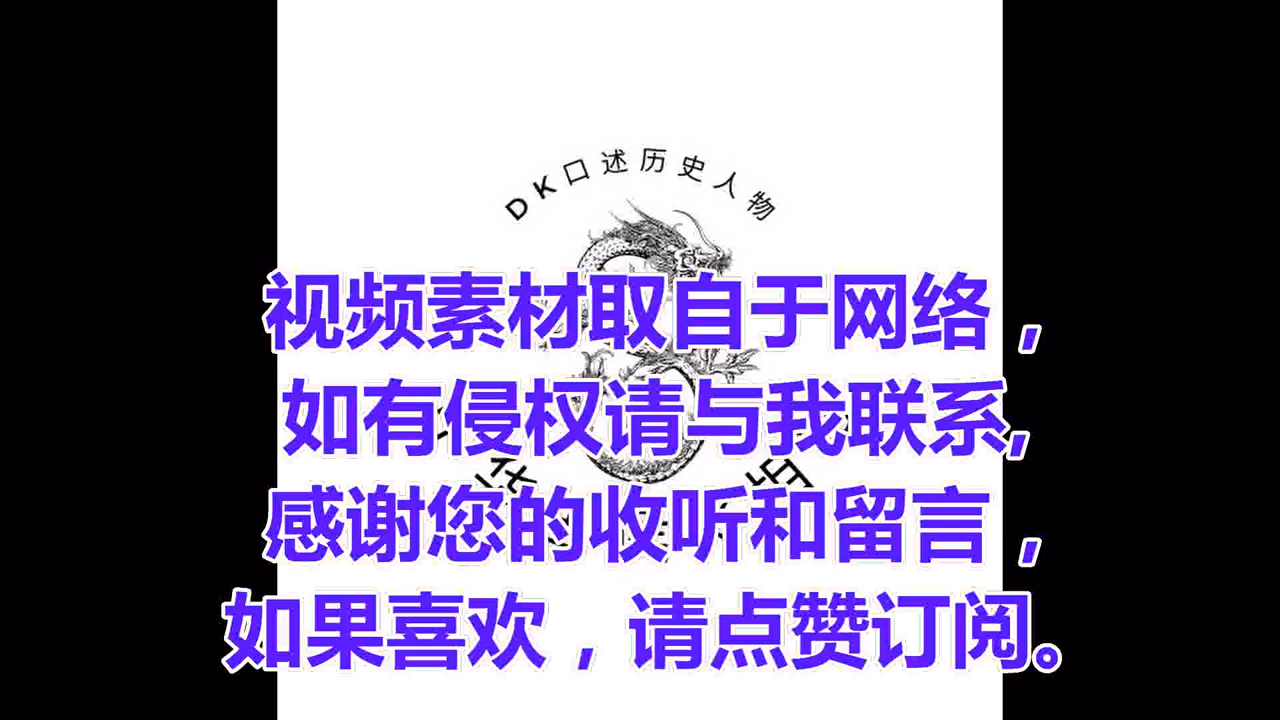 DK口述历史人物
视频素材取自于网络，
如有侵权请与我联系,
感谢您的收听和留言，
如果喜欢，请点赞订阅。